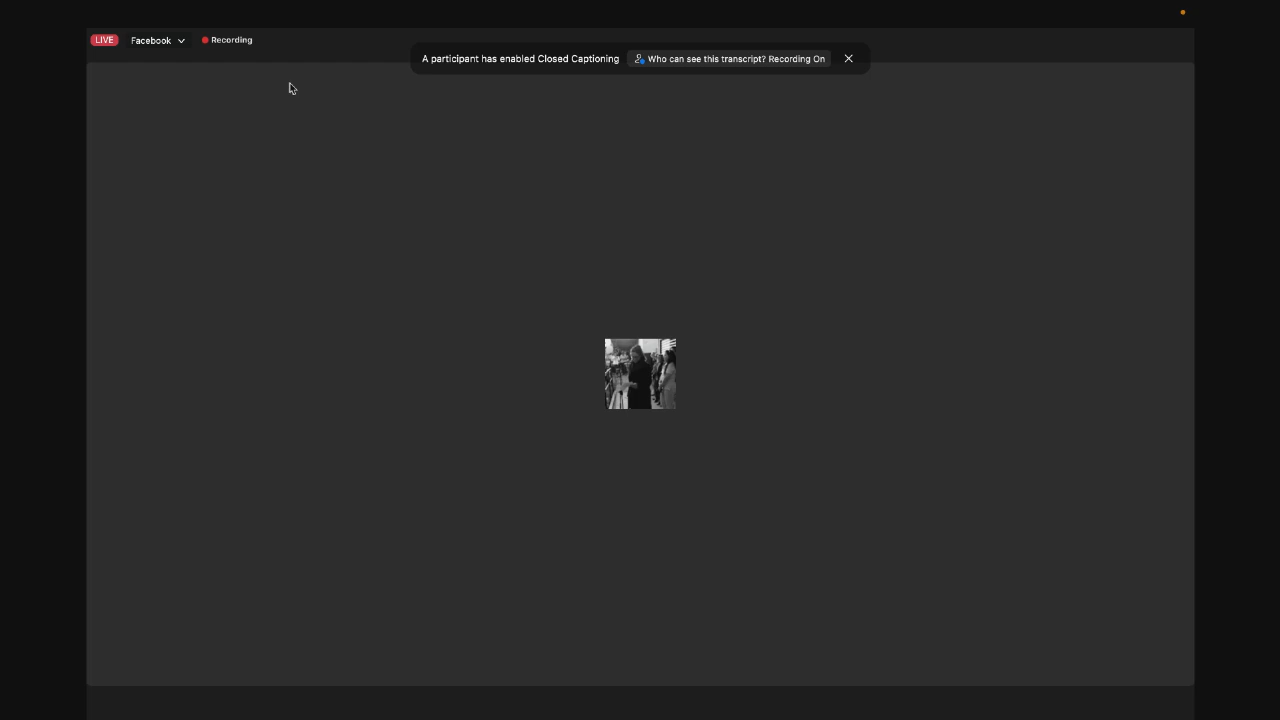 LIVE Facebook Recording
A participant has enabled Closed Captioning Who can see this transcript? Recording On